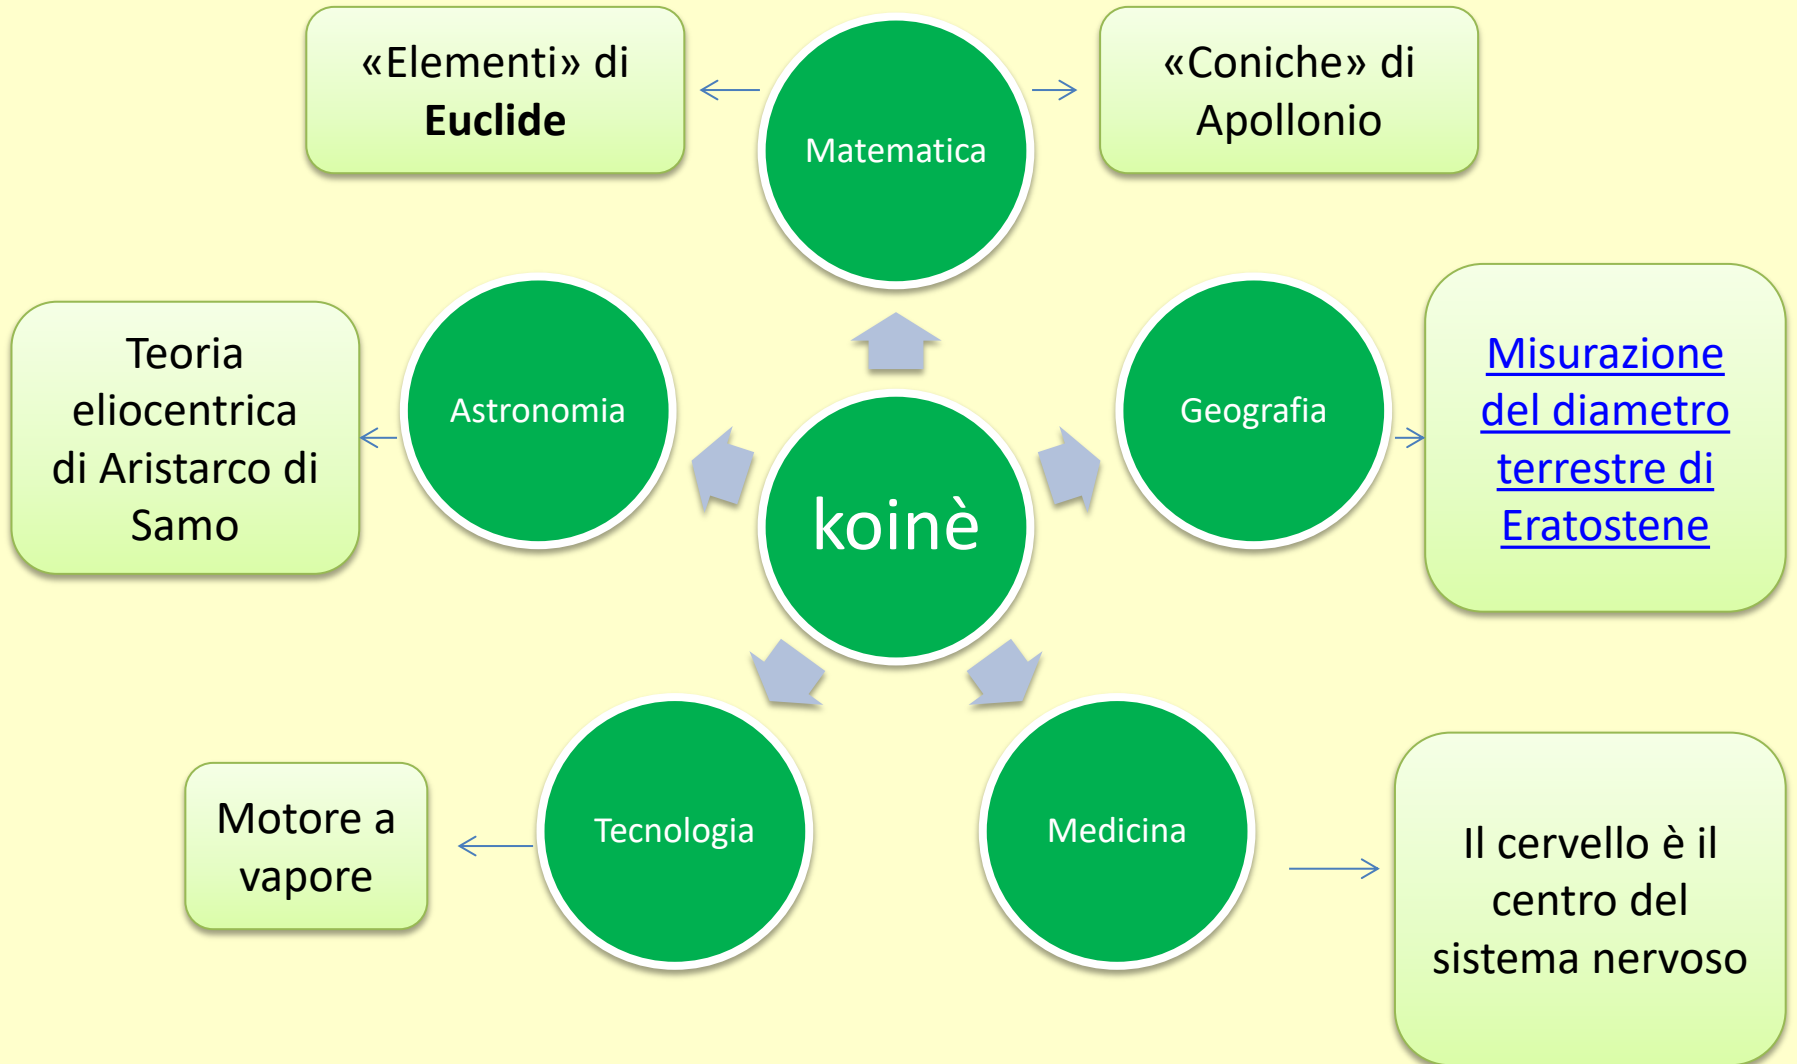 «Elementi» di
Euclide
Matematica
«Coniche» di
Apollonio
Teoria
eliocentrica
di Aristarco di
Samo
Astronomia
koinè
Geografia
Misurazione
del diametro
terrestre di
Eratostene
Motore a
vapore
Tecnologia
Medicina
Il cervello è il
centro del
sistema nervoso